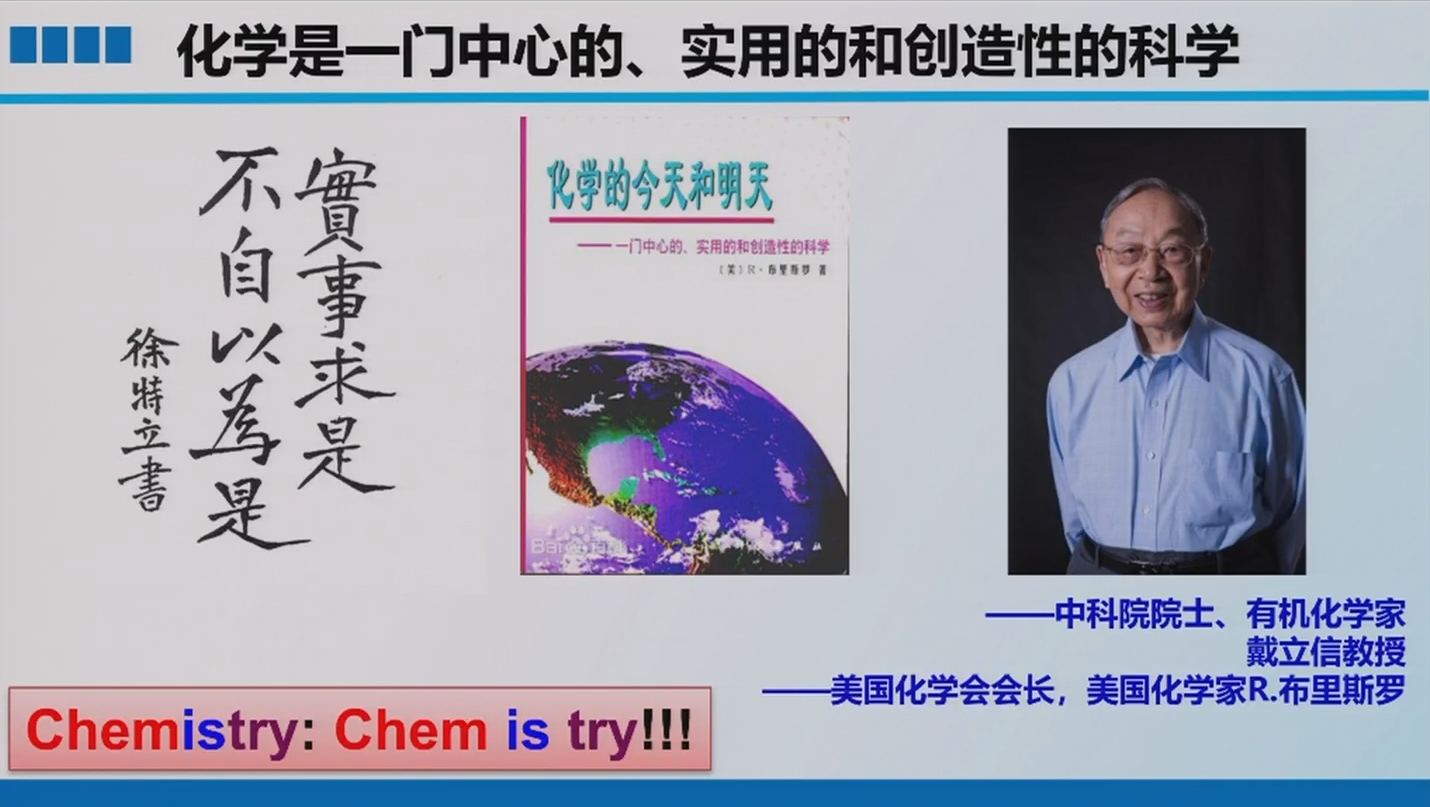 化学是一门中心的、实用的和创造性的科学
實事求是
不自以為是
徐特立書
化学的今天和明天
——一门中心的、实用的和创造性的科学
〔美〕R·布里斯罗 著
——中科院院士、有机化学家
戴立信教授
——美国化学会会长，美国化学家R.布里斯罗
Chemistry: Chem is try!!!